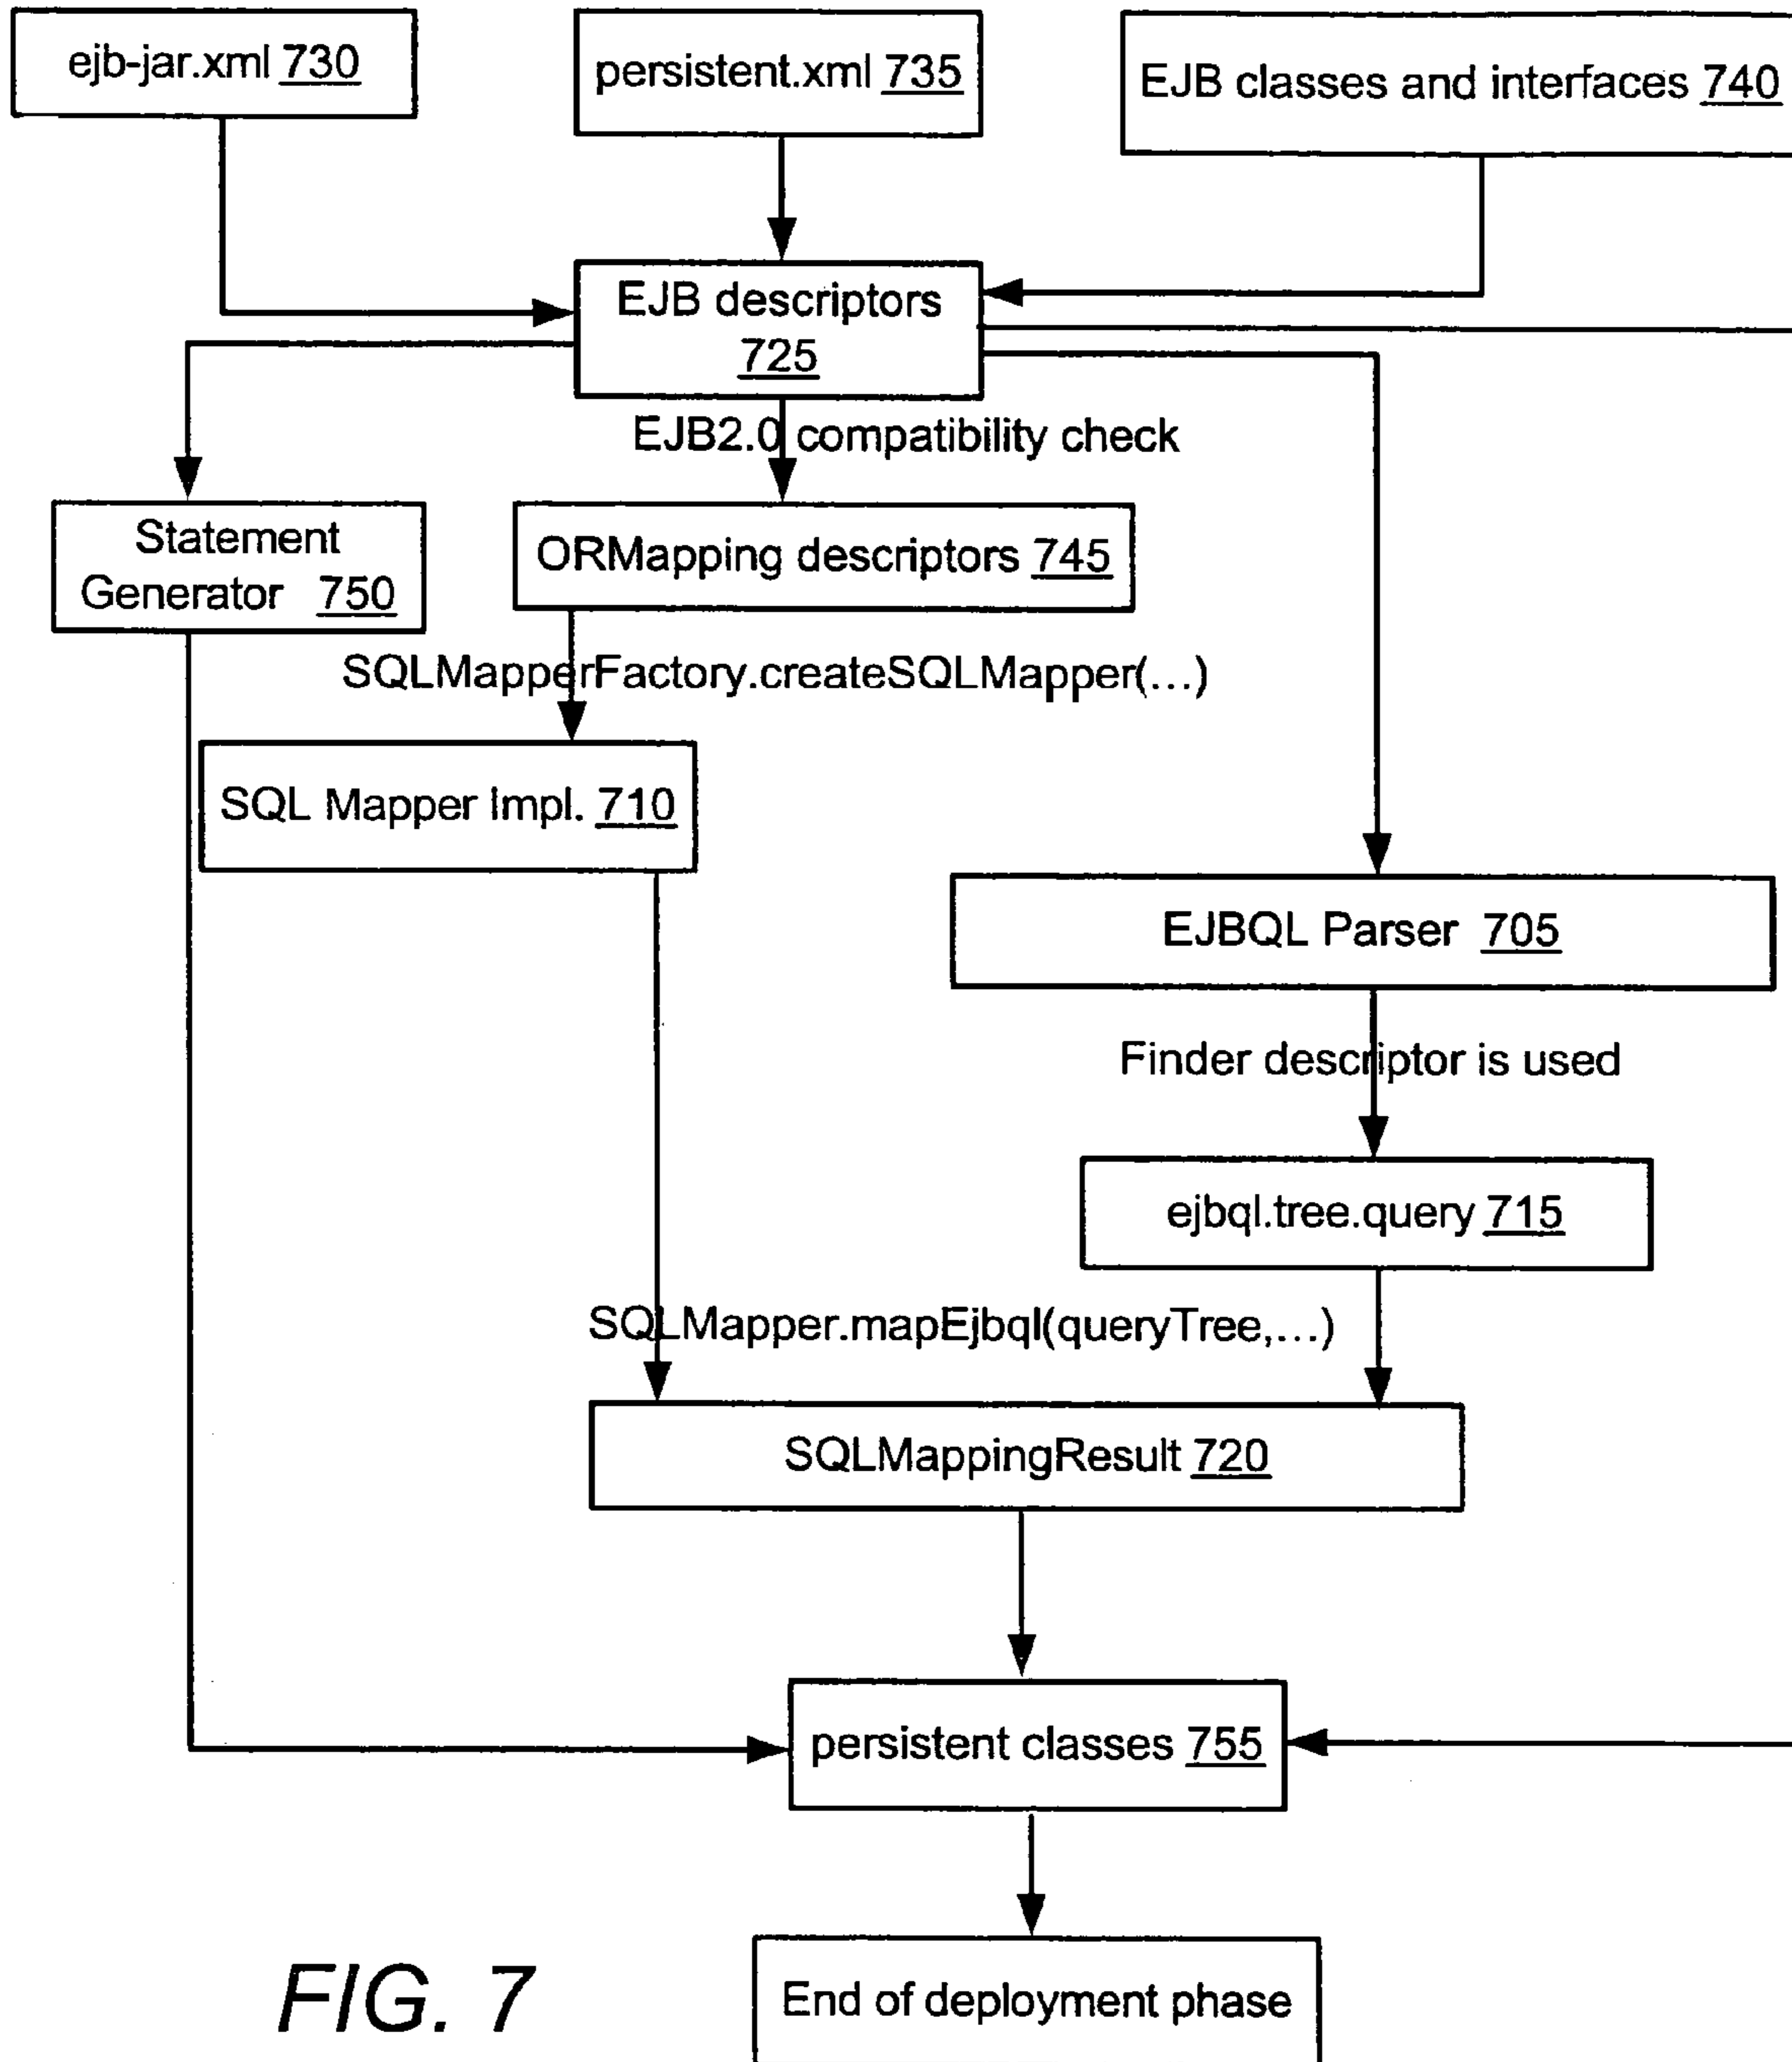 ejb-jar.xml 730
persistent.xml 735
EJB classes and interfaces 740
EJB descriptors
725
EJB2.0 compatibility check
Statement
Generator 750
ORMapping descriptors 745
SQLMapperFactory.createSQLMapper(...)
SQL Mapper Impl. 710
EJBQL Parser 705
Finder descriptor is used
ejbql.tree.query 715
SQLMapper.mapEjbql(queryTree,...)
SQLMappingResult 720
persistent classes 755
End of deployment phase
FIG. 7